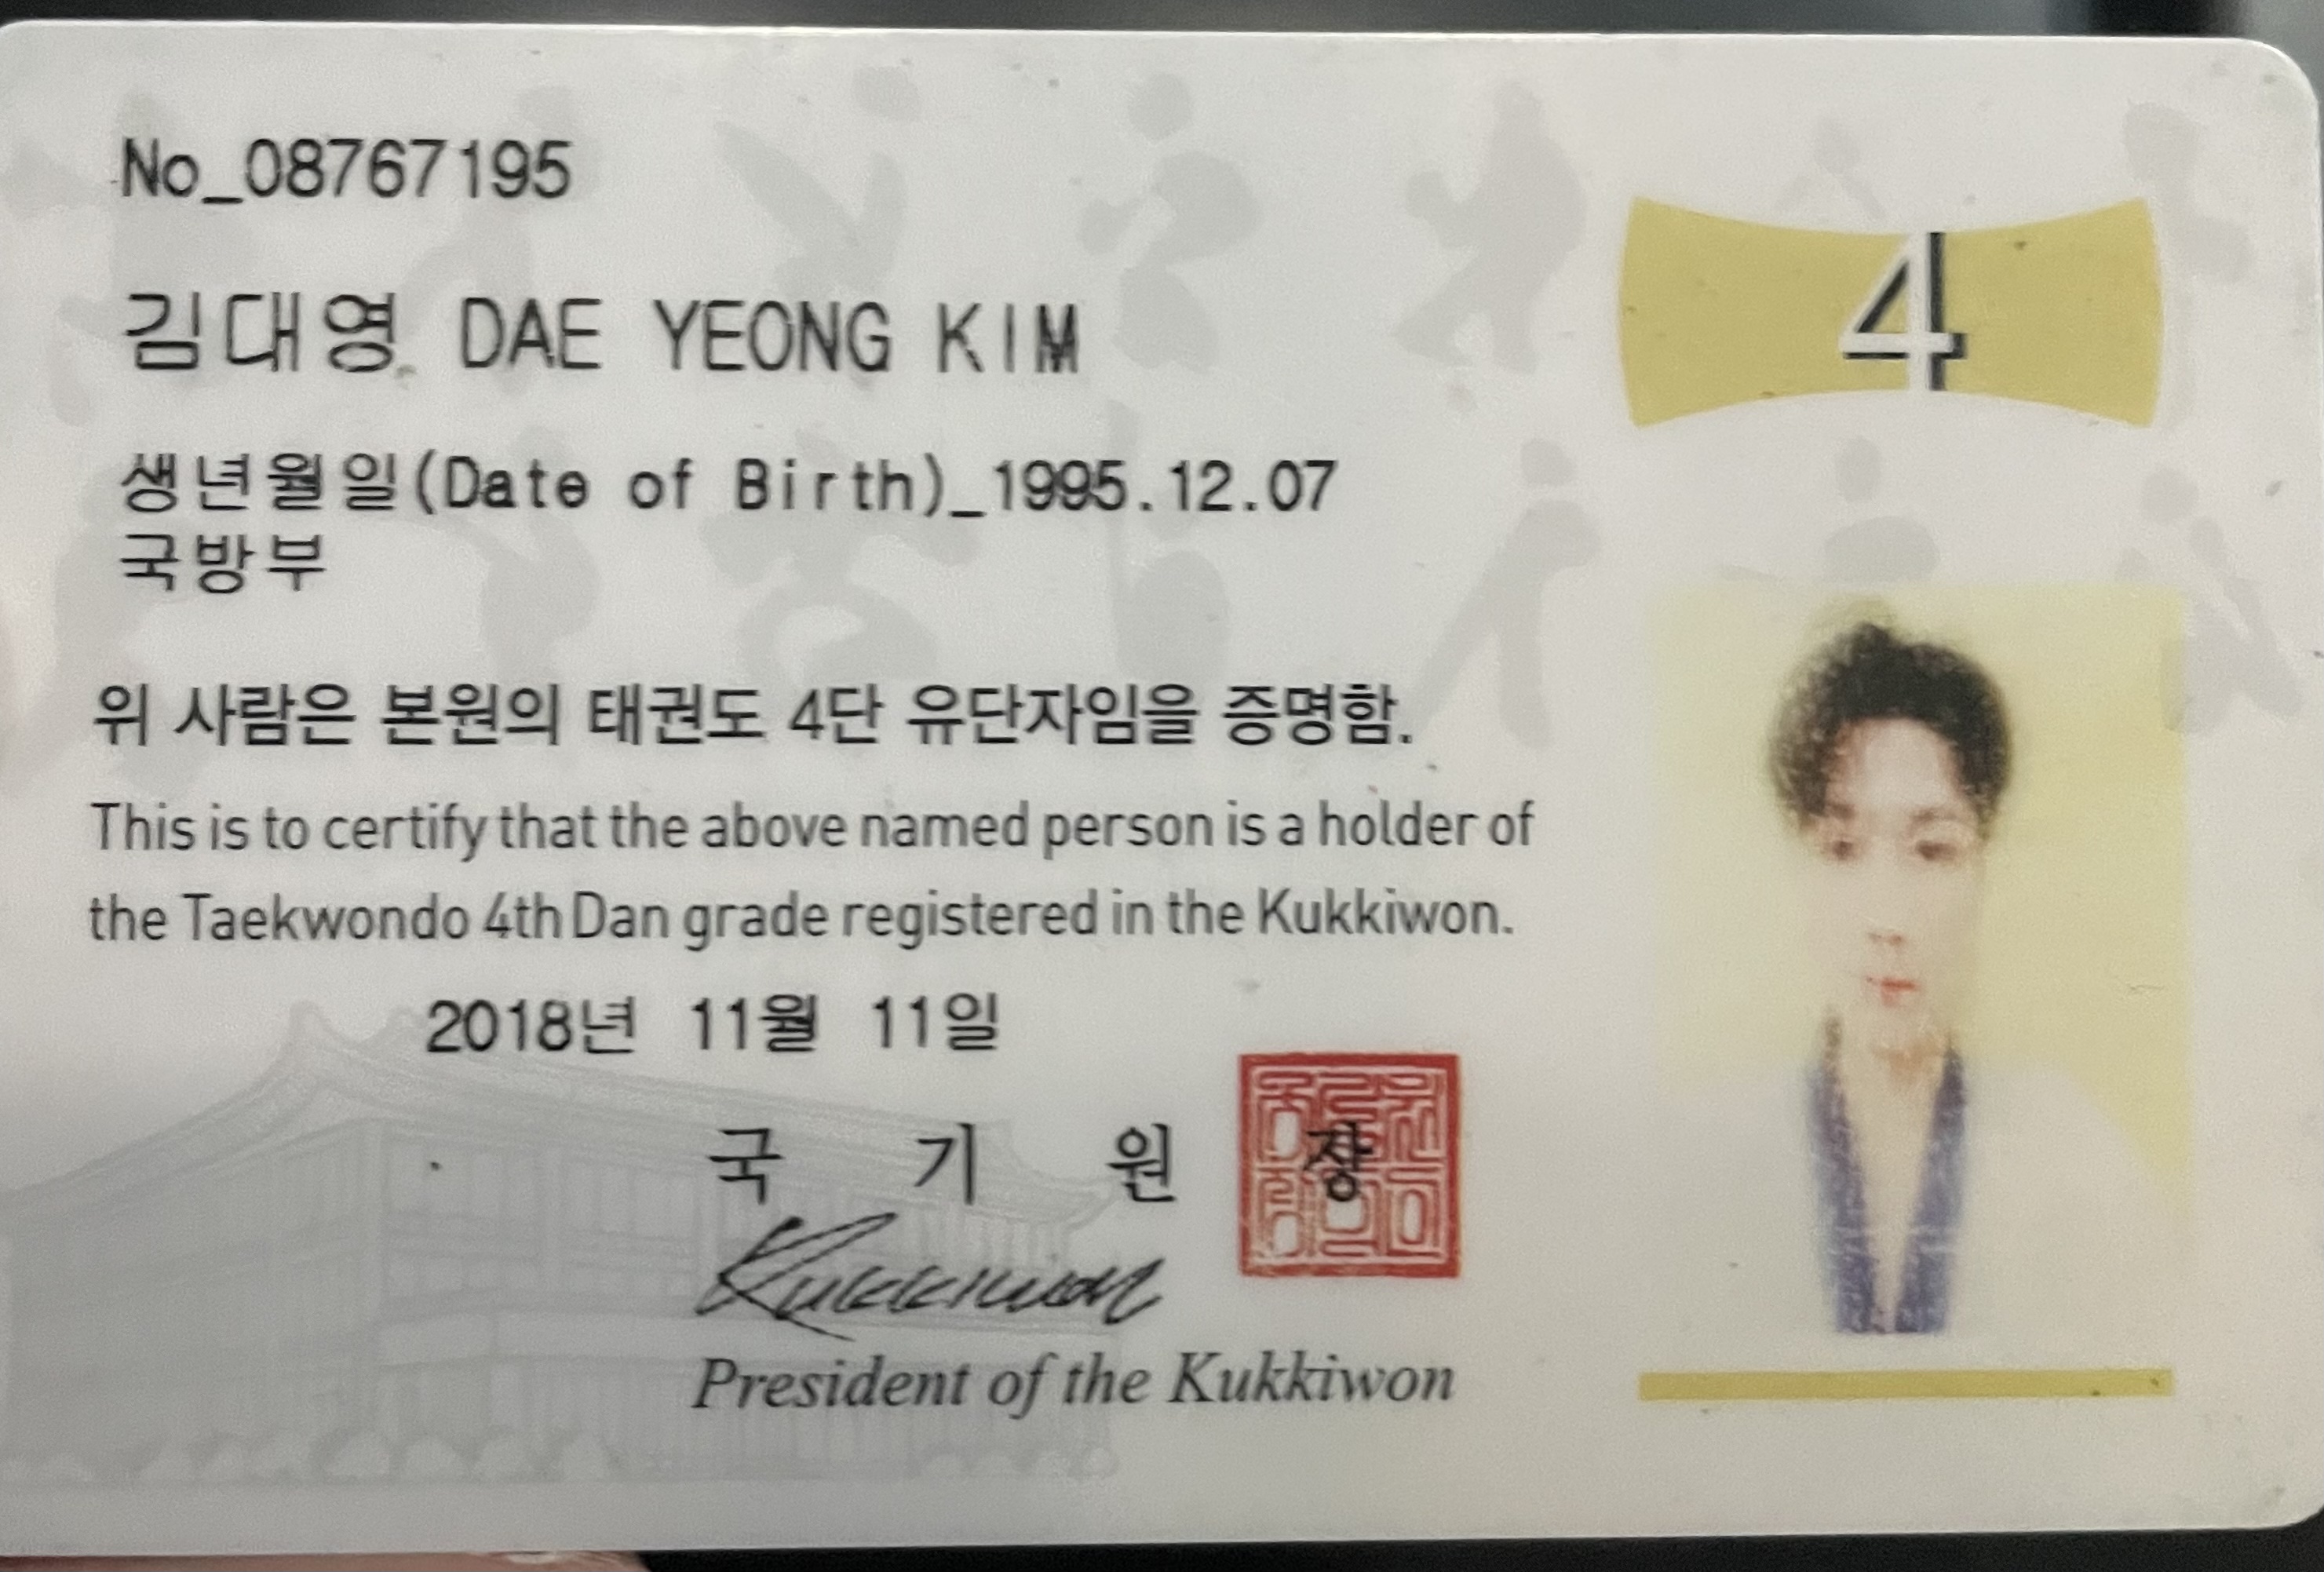 No_08767195
4
김대영 DAE YEONG KIM
생년월일(Date of Birth)_1995.12.07
국방부
위 사람은 본원의 태권도 4단 유단자임을 증명함.
This is to certify that the above named person is a holder of
the Taekwondo 4th Dan grade registered in the Kukkiwon.
2018년 11월 11일
국 기 원 장
Kukkiwon
President of the Kukkiwon